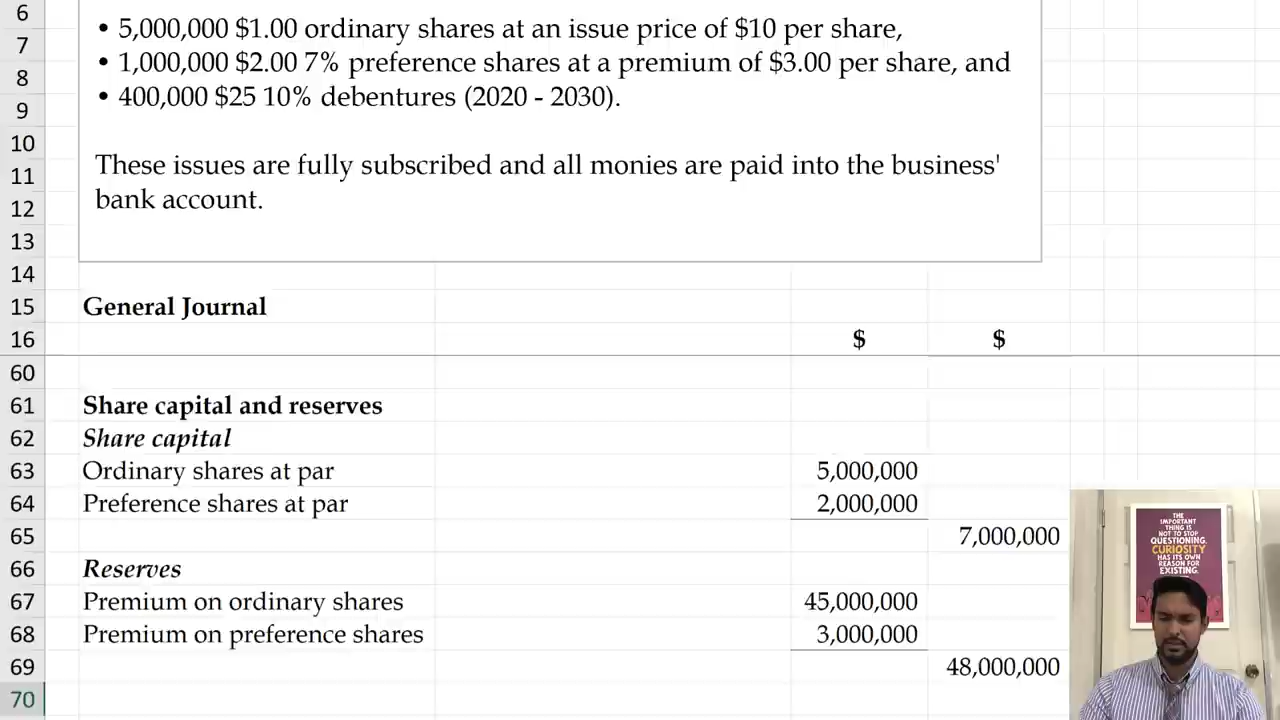 6
• 5,000,000 $1.00 ordinary shares at an issue price of $10 per share,
7
• 1,000,000 $2.00 7% preference shares at a premium of $3.00 per share, and
8
• 400,000 $25 10% debentures (2020 - 2030).
9
10
These issues are fully subscribed and all monies are paid into the business'
11
bank account.
12
13
14
15 General Journal
16 $ $
60
61 Share capital and reserves
62 Share capital
63 Ordinary shares at par 5,000,000
64 Preference shares at par 2,000,000
65 7,000,000
66 Reserves
67 Premium on ordinary shares 45,000,000
68 Premium on preference shares 3,000,000
69 48,000,000
70
THE
IMPORTANT
THING IS
NOT TO STOP
QUESTIONING.
CURIOSITY
HAS ITS OWN
REASON FOR
EXISTING.